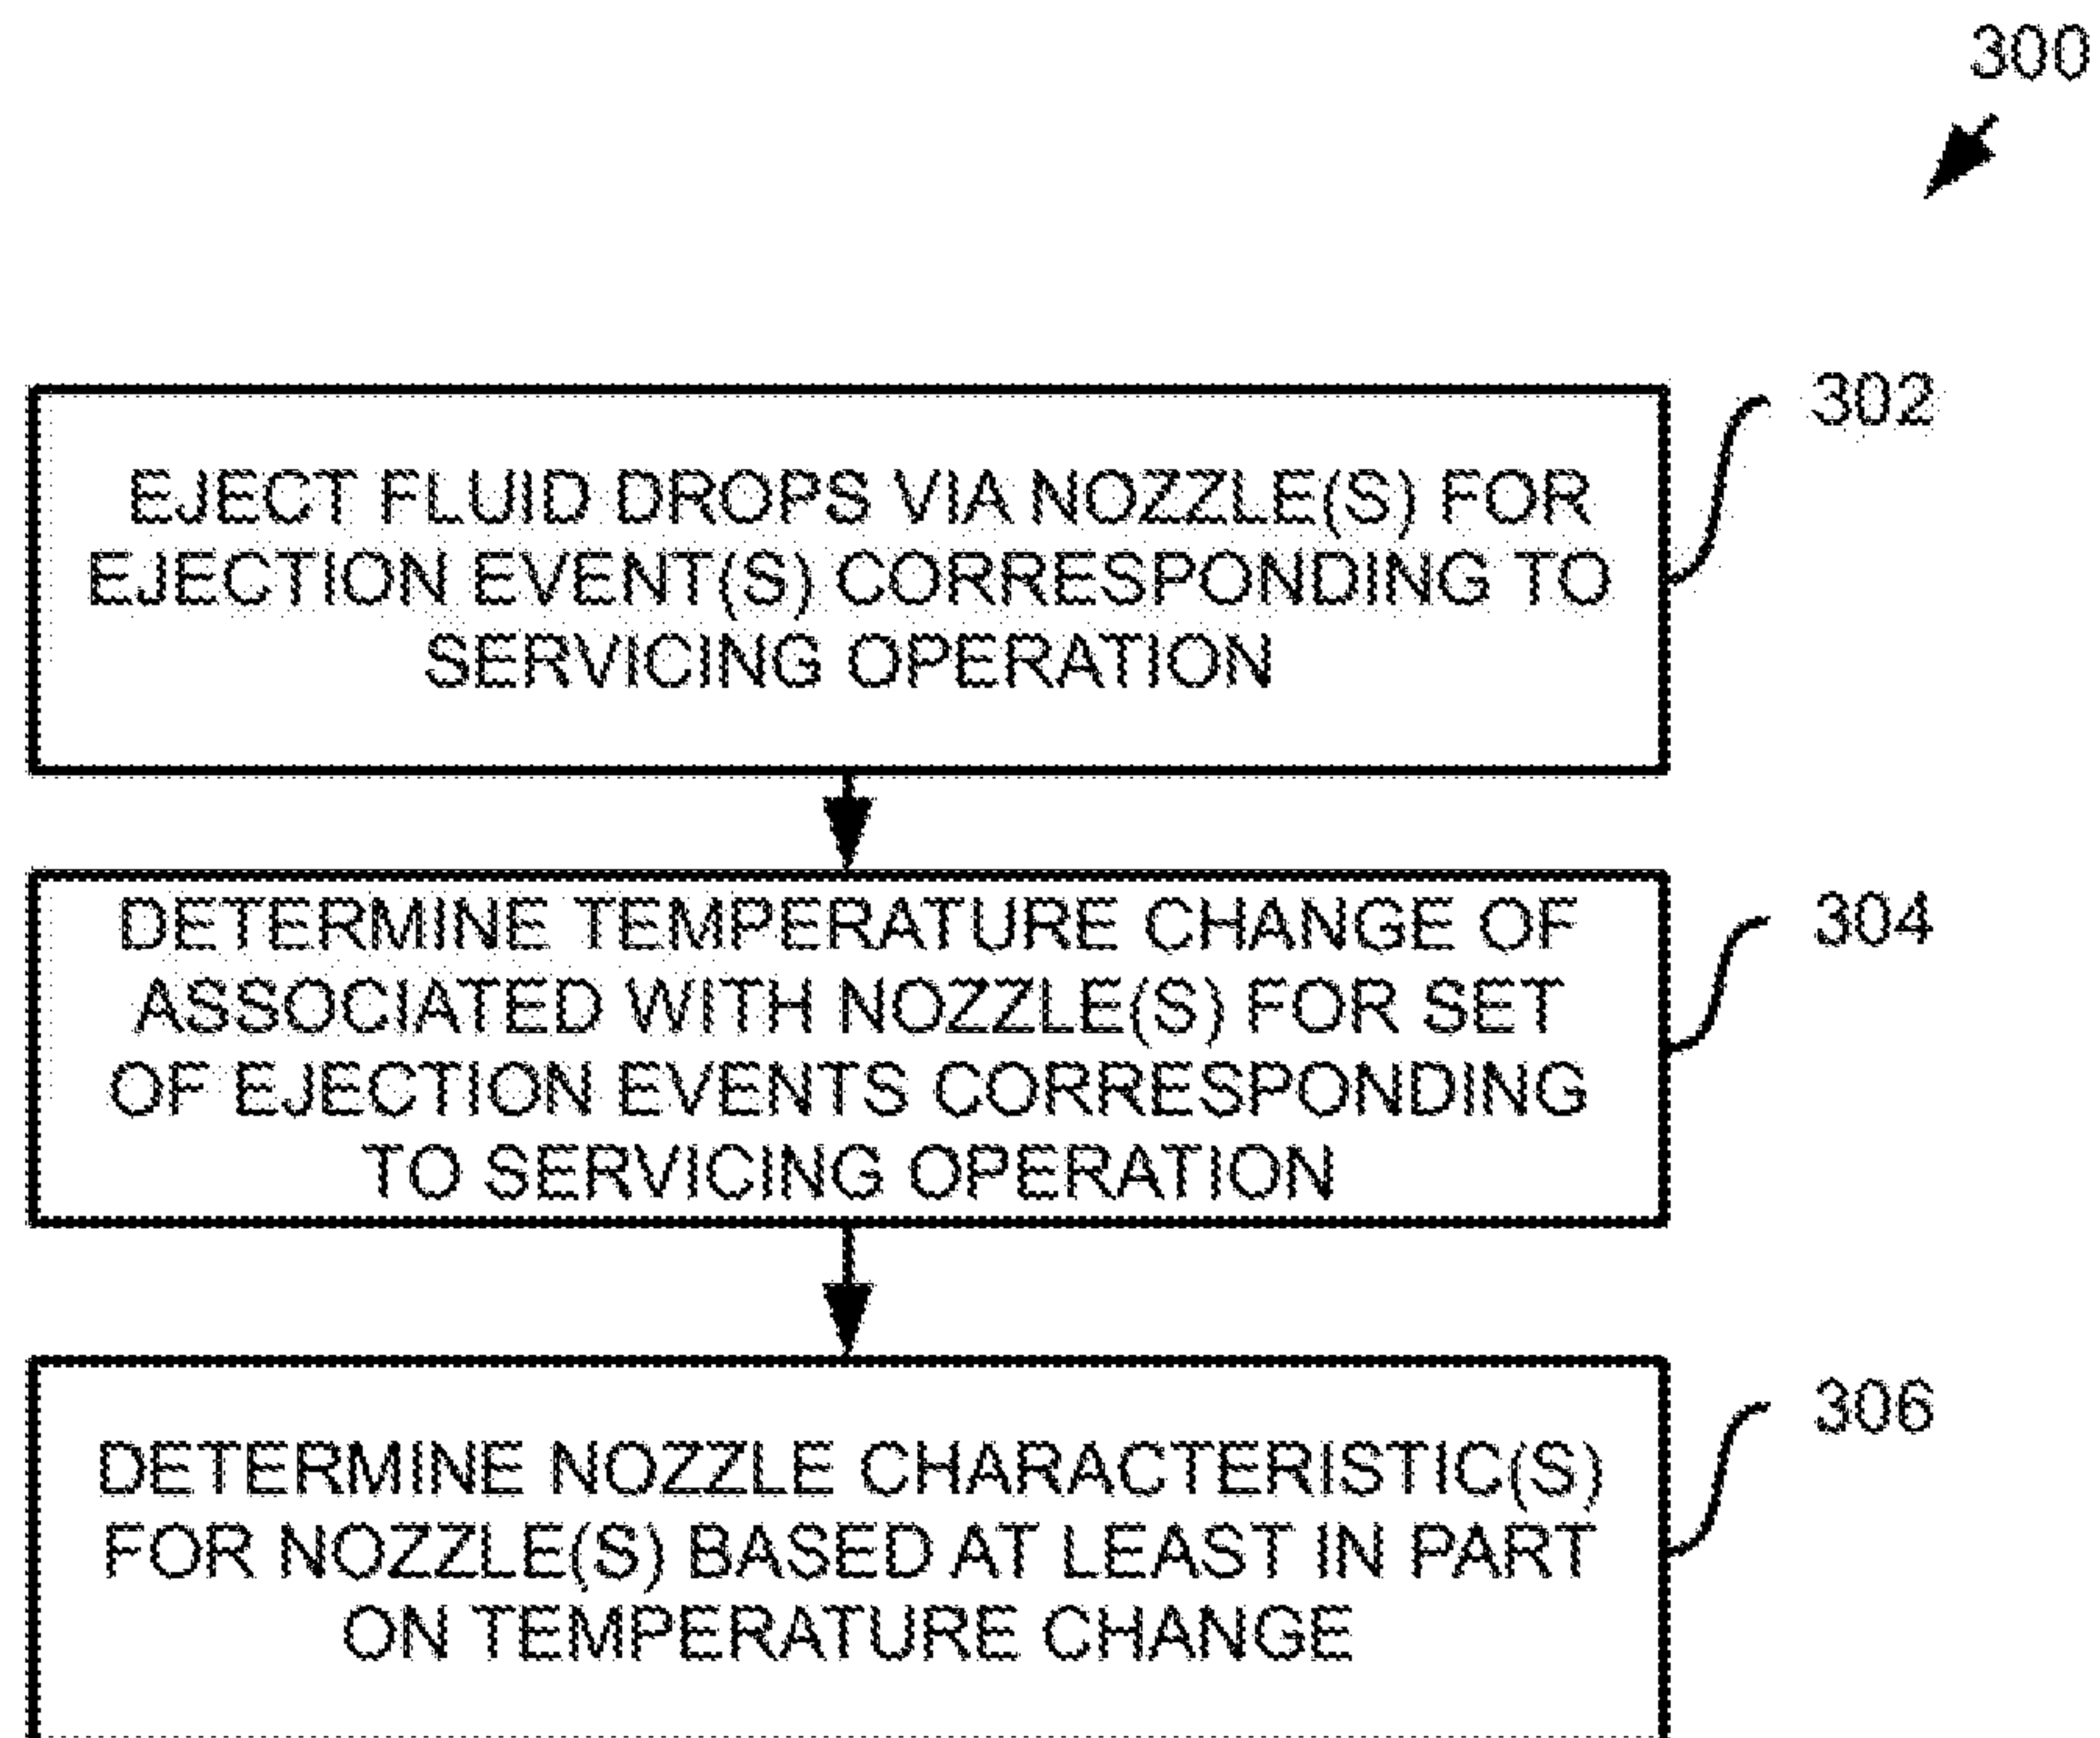 300
302
EJECT FLUID DROPS VIA NOZZLE(S) FOR
EJECTION EVENT(S) CORRESPONDING TO
SERVICING OPERATION
304
DETERMINE TEMPERATURE CHANGE OF
ASSOCIATED WITH NOZZLE(S) FOR SET
OF EJECTION EVENTS CORRESPONDING
TO SERVICING OPERATION
306
DETERMINE NOZZLE CHARACTERISTIC(S)
FOR NOZZLE(S) BASED AT LEAST IN PART
ON TEMPERATURE CHANGE